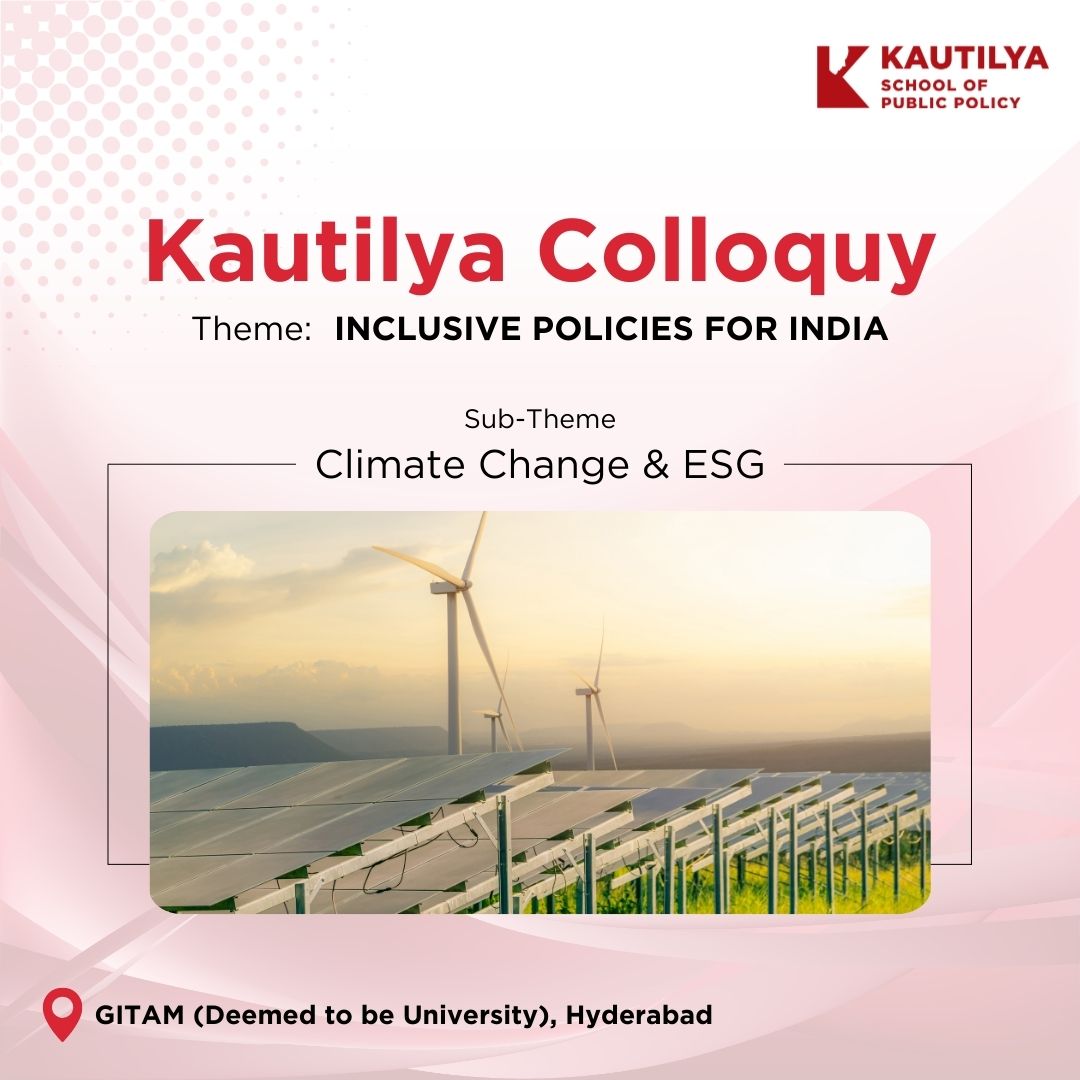 KAUTILYA
SCHOOL OF
PUBLIC POLICY
Kautilya Colloquy
Theme: INCLUSIVE POLICIES FOR INDIA
Sub-Theme
Climate Change & ESG
GITAM (Deemed to be University), Hyderabad